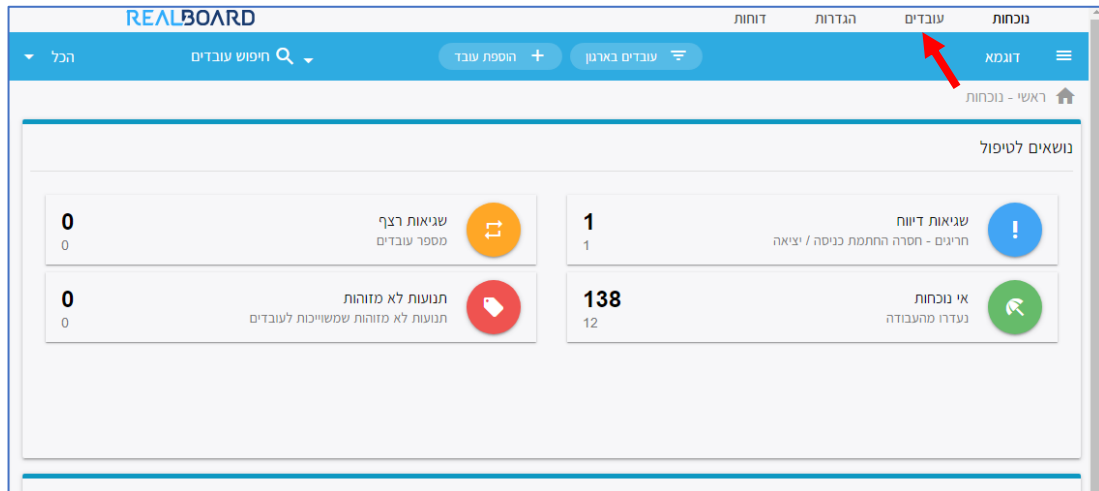 נוכחות עובדים הגדרות דוחות REALBOARD
דוגמא עובדים בארגון + הוספת עובד חיפוש עובדים הכל
ראשי - נוכחות
נושאים לטיפול
שגיאות דיווח 1
חריגים - חסרה החתמת כניסה / יציאה 1
שגיאות רצף 0
מספר עובדים 0
אי נוכחות 138
נעדרו מהעבודה 12
תנועות לא מזוהות 0
תנועות לא מזוהות שמשוייכות לעובדים 0